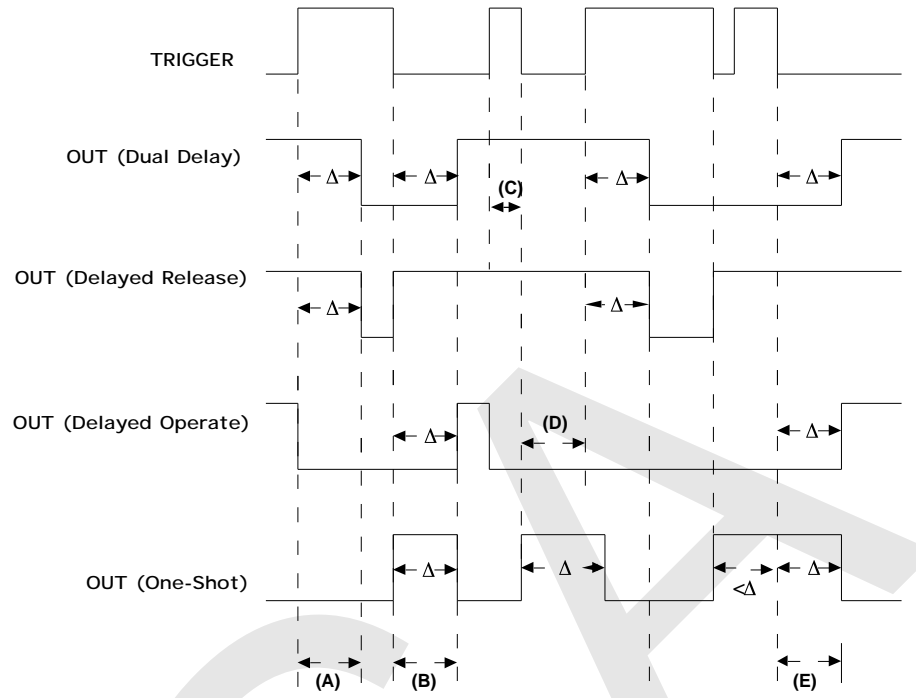 TRIGGER
OUT (Dual Delay)
Δ
Δ
(C)
Δ
Δ
OUT (Delayed Release)
Δ
Δ
OUT (Delayed Operate)
Δ
(D)
Δ
OUT (One-Shot)
Δ
Δ
<Δ
Δ
(A)
(B)
(E)